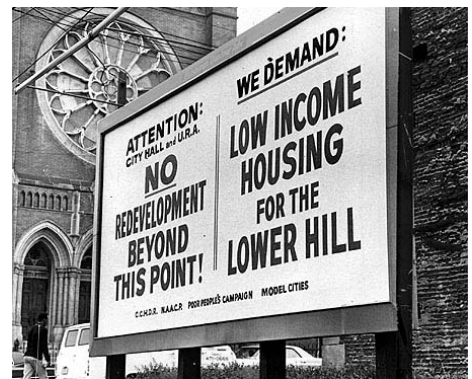 ATTENTION:
CITY HALL and U.R.A.
NO
REDEVELOPMENT
BEYOND
THIS POINT!
WE DEMAND:
LOW INCOME
HOUSING
FOR THE
LOWER HILL
C.C.H.D.R. N.A.A.C.P. POOR PEOPLE'S CAMPAIGN MODEL CITIES